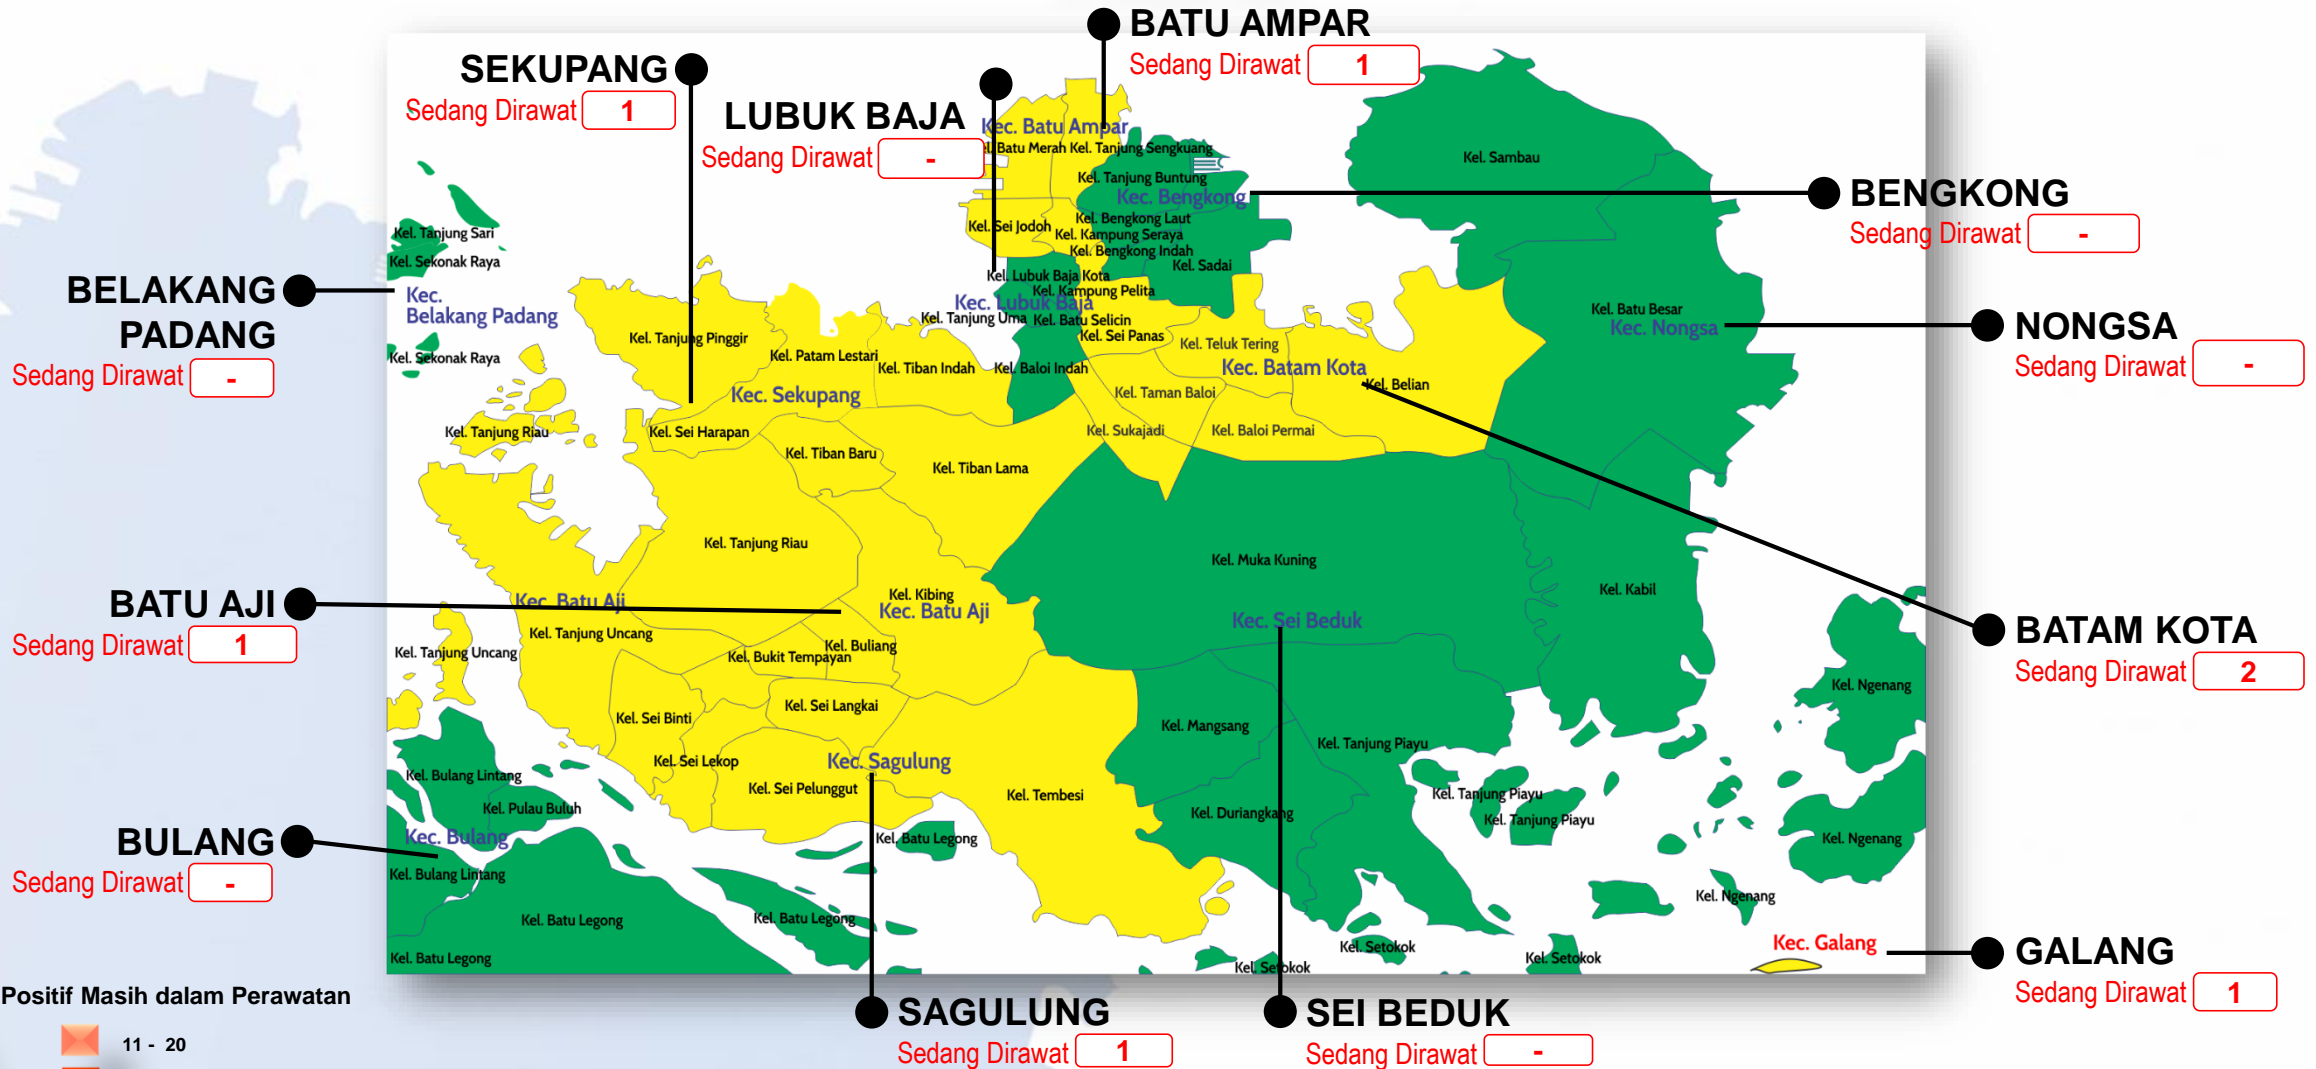 BATU AMPAR
Sedang Dirawat 1
SEKUPANG
Sedang Dirawat 1
LUBUK BAJA
Sedang Dirawat -
BENGKONG
Sedang Dirawat -
BELAKANG
PADANG
Sedang Dirawat -
NONGSA
Sedang Dirawat -
BATU AJI
Sedang Dirawat 1
BATAM KOTA
Sedang Dirawat 2
BULANG
Sedang Dirawat -
GALANG
Sedang Dirawat 1
SAGULUNG
Sedang Dirawat 1
SEI BEDUK
Sedang Dirawat -
Kec. Batu Ampar
el. Batu Merah
Kel. Tanjung Sengkuang
Kel. Tanjung Buntung
Kec. Bengkong
Kel. Bengkong Laut
Kel. Sei Jodoh
Kel. Kampung Seraya
Kel. Bengkong Indah
Kel. Sadai
Kel. Sambau
Kel. Tanjung Sari
Kel. Sekonak Raya
Kec.
Belakang Padang
Kel. Sekonak Raya
Kel. Lubuk Baja Kota
Kel. Kampung Pelita
Kec. Lubuk Baja
Kel. Tanjung Uma
Kel. Batu Selicin
Kel. Sei Panas
Kel. Baloi Indah
Kel. Teluk Tering
Kec. Batam Kota
Kel. Belian
Kel. Taman Baloi
Kel. Sukajadi
Kel. Baloi Permai
Kel. Batu Besar
Kec. Nongsa
Kel. Tanjung Pinggir
Kel. Patam Lestari
Kel. Tiban Indah
Kec. Sekupang
Kel. Tanjung Riau
Kel. Sei Harapan
Kel. Tiban Baru
Kel. Tiban Lama
Kel. Tanjung Riau
Kel. Muka Kuning
Kel. Kabil
Kec. Sei Beduk
Kel. Kibing
Kec. Batu Aji
Kec. Batu Aji
Kel. Tanjung Uncang
Kel. Tanjung Uncang
Kel. Buliang
Kel. Bukit Tempayan
Kel. Sei Langkai
Kel. Sei Binti
Kel. Sei Lekop
Kec. Sagulung
Kel. Sei Pelunggut
Kel. Tembesi
Kel. Mangsang
Kel. Tanjung Piayu
Kel. Duriangkang
Kel. Tanjung Piayu
Kel. Tanjung Piayu
Kel. Ngenang
Kel. Ngenang
Kel. Ngenang
Kel. Bulang Lintang
Kel. Pulau Buluh
Kec. Bulang
Kel. Bulang Lintang
Kel. Batu Legong
Kel. Batu Legong
Kel. Batu Legong
Kel. Batu Legong
Kel. Setokok
Kel. Setokok
Kel. Setokok
Kec. Galang
Positif Masih dalam Perawatan
11 - 20